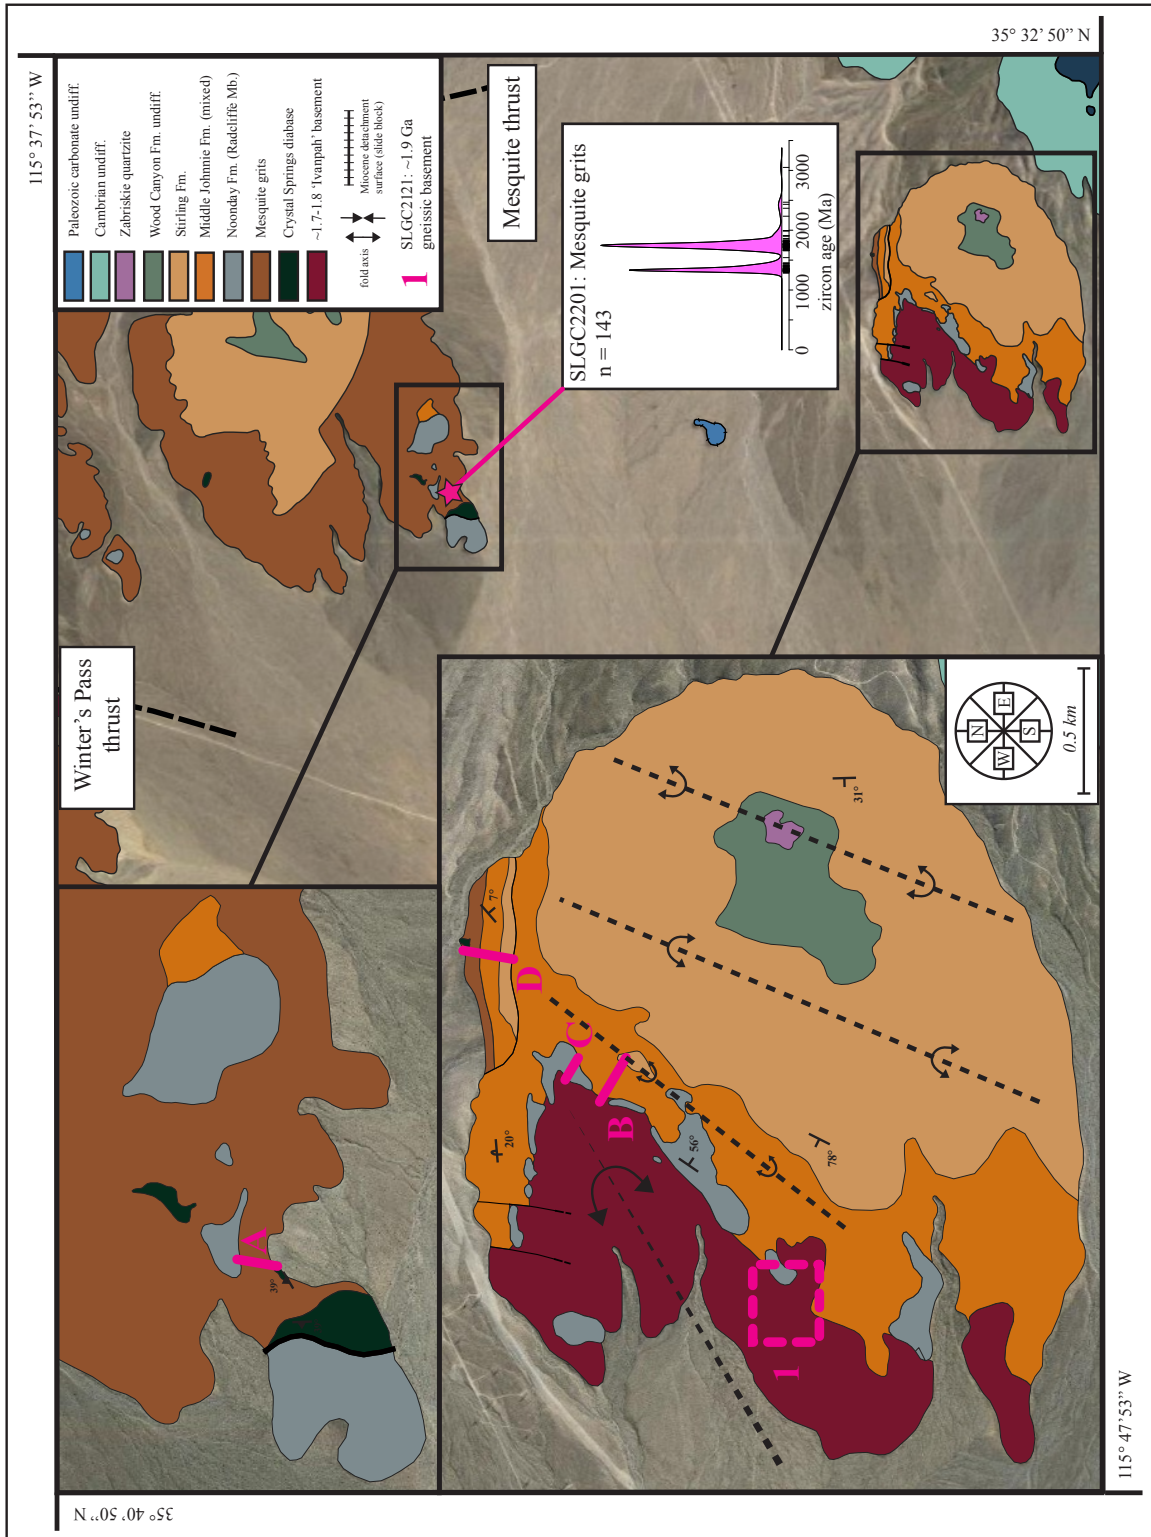 35° 32' 50" N
115° 37' 53" W
Paleozoic carbonate undiff.
Cambrian undiff.
Zabriskie quartzite
Wood Canyon Fm. undiff.
Stirling Fm.
Middle Johnnie Fm. (mixed)
Noonday Fm. (Radcliffe Mb.)
Mesquite grits
Crystal Springs diabase
~1.7-1.8 'Ivanpah' basement
fold axis
Miocene detachment
surface (slide block)
1
SLGC2121: ~1.9 Ga
gneissic basement
Mesquite thrust
SLGC2201: Mesquite grits
n = 143
0
1000
2000
3000
zircon age (Ma)
Winter's Pass
thrust
A
39°
D
7°
C
B
20°
56°
78°
31°
1
N
E
S
W
0.5 km
115° 47' 53" W
35° 40' 50" N